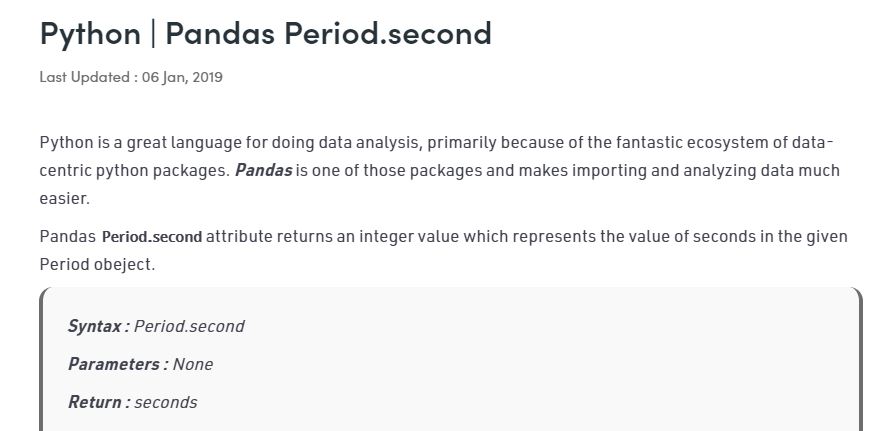 Python | Pandas Period.second
Last Updated : 06 Jan, 2019
Python is a great language for doing data analysis, primarily because of the fantastic ecosystem of data-
centric python packages. Pandas is one of those packages and makes importing and analyzing data much
easier.
Pandas Period.second attribute returns an integer value which represents the value of seconds in the given
Period obeject.
Syntax : Period.second
Parameters : None
Return : seconds